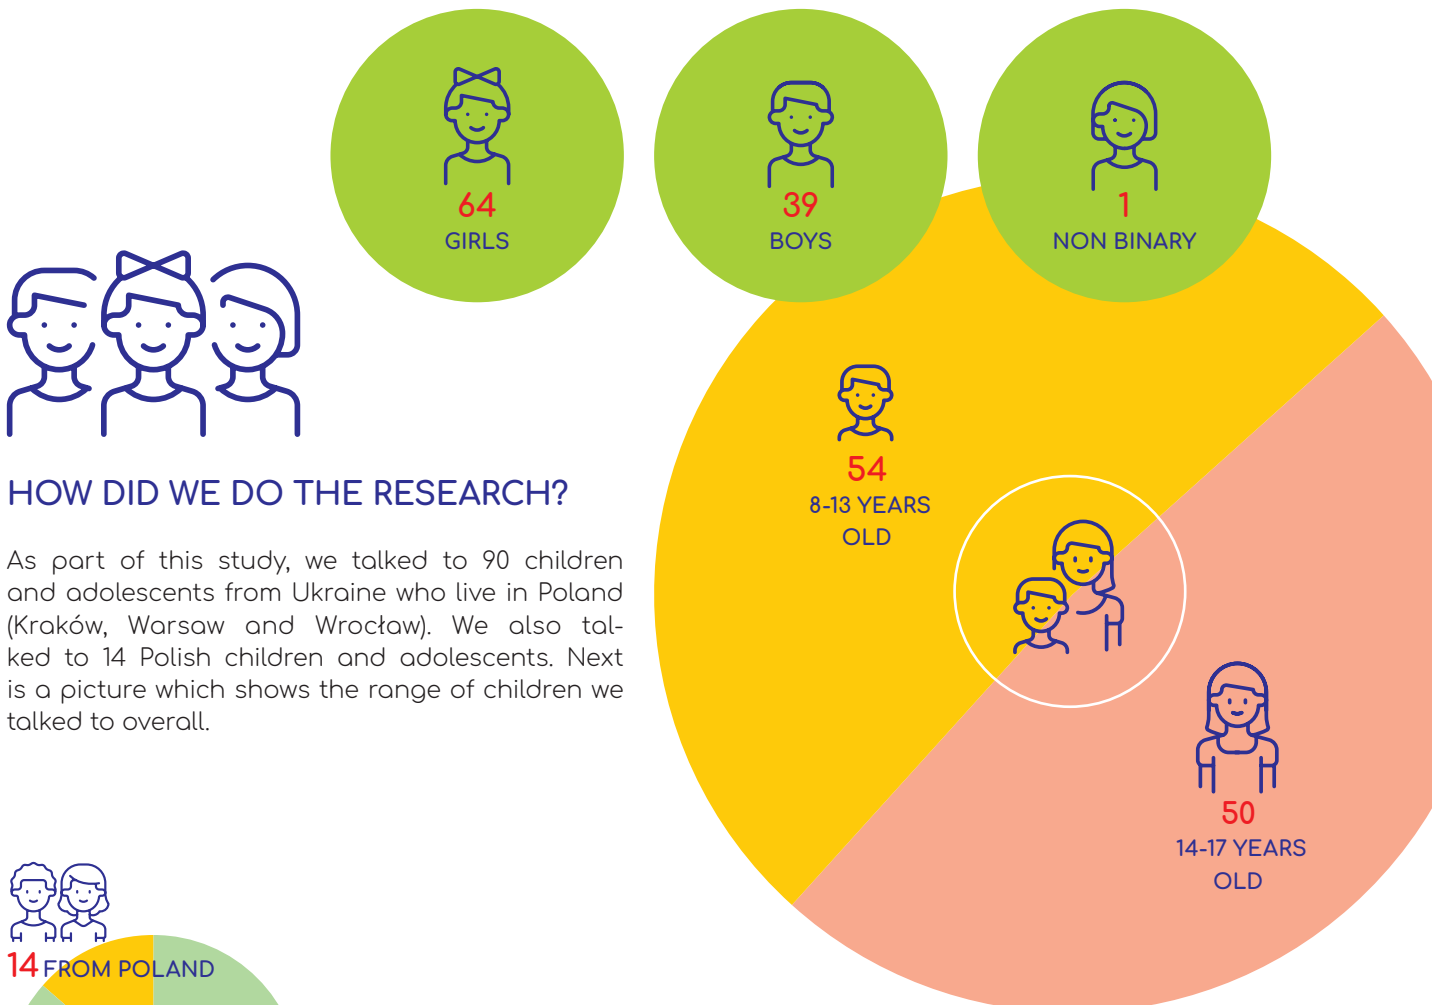 64
GIRLS
39
BOYS
1
NON BINARY
HOW DID WE DO THE RESEARCH?
As part of this study, we talked to 90 children
and adolescents from Ukraine who live in Poland
(Kraków, Warsaw and Wrocław). We also tal-
ked to 14 Polish children and adolescents. Next
is a picture which shows the range of children we
talked to overall.
54
8-13 YEARS
OLD
50
14-17 YEARS
OLD
14 FROM POLAND